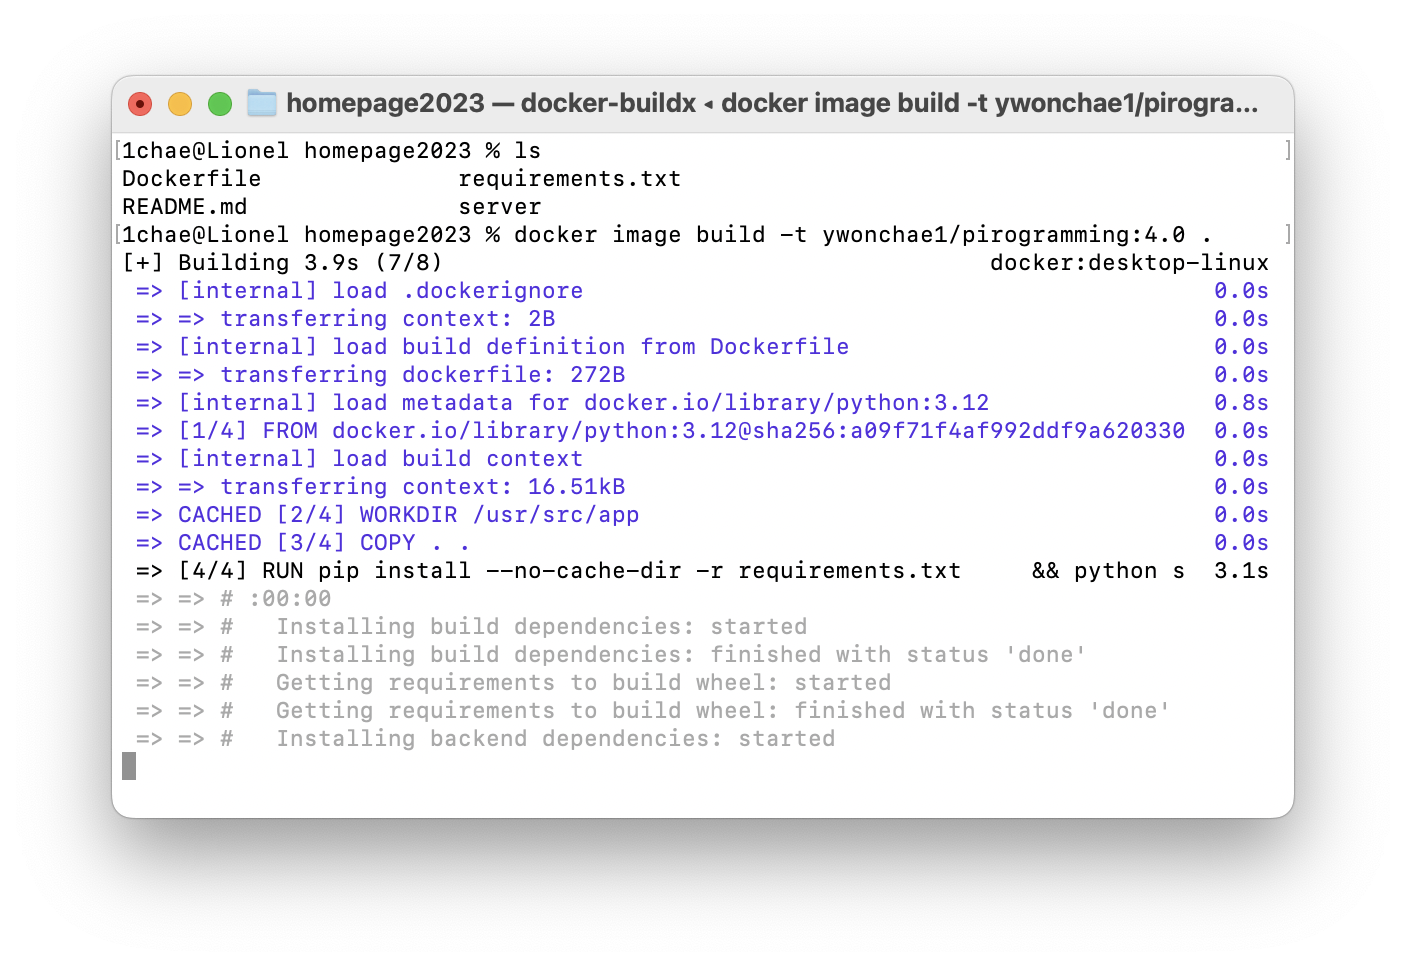 homepage2023 — docker-buildx ◂ docker image build -t ywonchae1/pirogra...
[1chae@Lionel homepage2023 % ls ]
Dockerfile requirements.txt
README.md server
[1chae@Lionel homepage2023 % docker image build -t ywonchae1/pirogramming:4.0 . ]
[+] Building 3.9s (7/8) docker:desktop-linux
=> [internal] load .dockerignore 0.0s
=> => transferring context: 2B 0.0s
=> [internal] load build definition from Dockerfile 0.0s
=> => transferring dockerfile: 272B 0.0s
=> [internal] load metadata for docker.io/library/python:3.12 0.8s
=> [1/4] FROM docker.io/library/python:3.12@sha256:a09f71f4af992ddf9a620330 0.0s
=> [internal] load build context 0.0s
=> => transferring context: 16.51kB 0.0s
=> CACHED [2/4] WORKDIR /usr/src/app 0.0s
=> CACHED [3/4] COPY . . 0.0s
=> [4/4] RUN pip install --no-cache-dir -r requirements.txt && python s 3.1s
=> => # :00:00
=> => # Installing build dependencies: started
=> => # Installing build dependencies: finished with status 'done'
=> => # Getting requirements to build wheel: started
=> => # Getting requirements to build wheel: finished with status 'done'
=> => # Installing backend dependencies: started